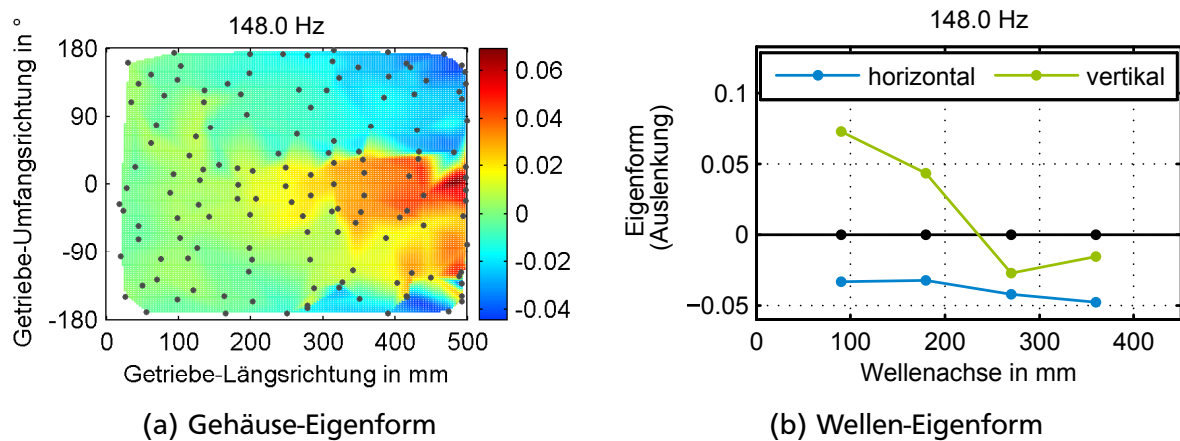 148.0 Hz
Getriebe-Umfangsrichtung in °
180
90
0
-90
-180
0 100 200 300 400 500
Getriebe-Längsrichtung in mm
0.06
0.04
0.02
0
-0.02
-0.04
(a) Gehäuse-Eigenform
148.0 Hz
horizontal vertikal
Eigenform
(Auslenkung)
0.1
0.05
0
−0.05
0 100 200 300 400
Wellenachse in mm
(b) Wellen-Eigenform